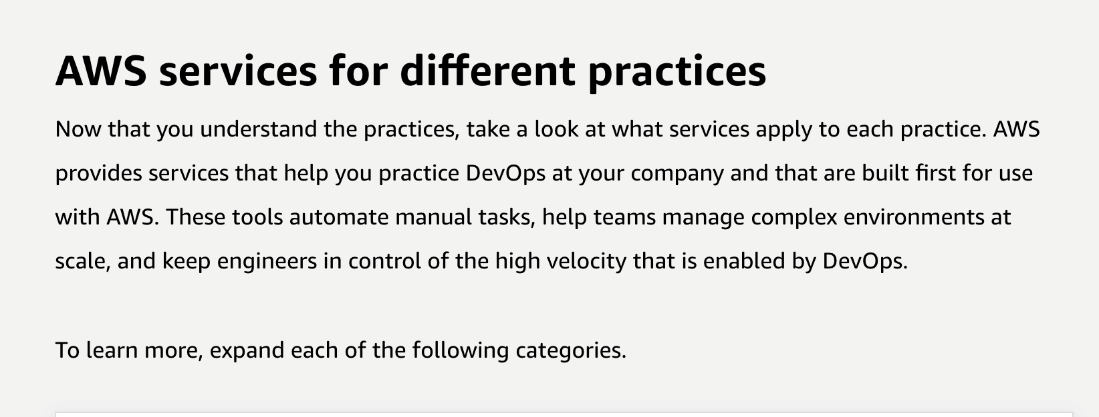 AWS services for different practices
Now that you understand the practices, take a look at what services apply to each practice. AWS
provides services that help you practice DevOps at your company and that are built first for use
with AWS. These tools automate manual tasks, help teams manage complex environments at
scale, and keep engineers in control of the high velocity that is enabled by DevOps.
To learn more, expand each of the following categories.